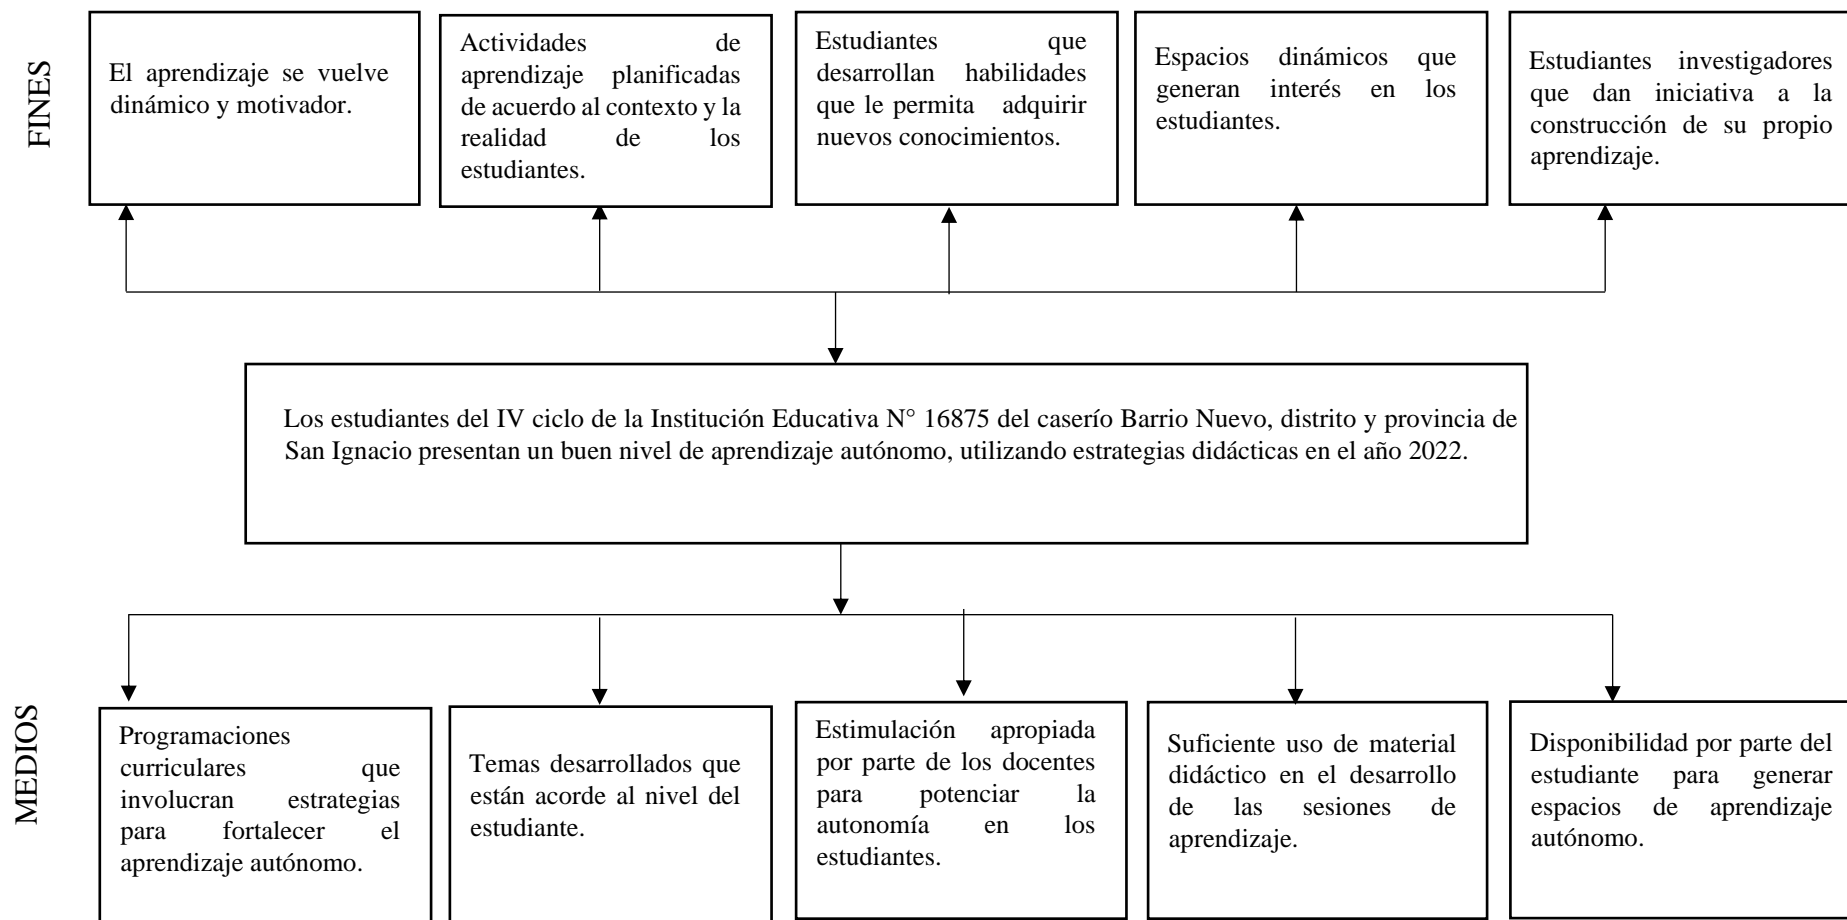 FINES
El aprendizaje se vuelve
dinámico y motivador.
Actividades de
aprendizaje planificadas
de acuerdo al contexto y la
realidad de los
estudiantes.
Estudiantes que
desarrollan habilidades
que le permita adquirir
nuevos conocimientos.
Espacios dinámicos que
generan interés en los
estudiantes.
Estudiantes investigadores
que dan iniciativa a la
construcción de su propio
aprendizaje.
Los estudiantes del IV ciclo de la Institución Educativa N° 16875 del caserío Barrio Nuevo, distrito y provincia de
San Ignacio presentan un buen nivel de aprendizaje autónomo, utilizando estrategias didácticas en el año 2022.
MEDIOS
Programaciones
curriculares que
involucran estrategias
para fortalecer el
aprendizaje autónomo.
Temas desarrollados que
están acorde al nivel del
estudiante.
Estimulación apropiada
por parte de los docentes
para potenciar la
autonomía en los
estudiantes.
Suficiente uso de material
didáctico en el desarrollo
de las sesiones de
aprendizaje.
Disponibilidad por parte del
estudiante para generar
espacios de aprendizaje
autónomo.